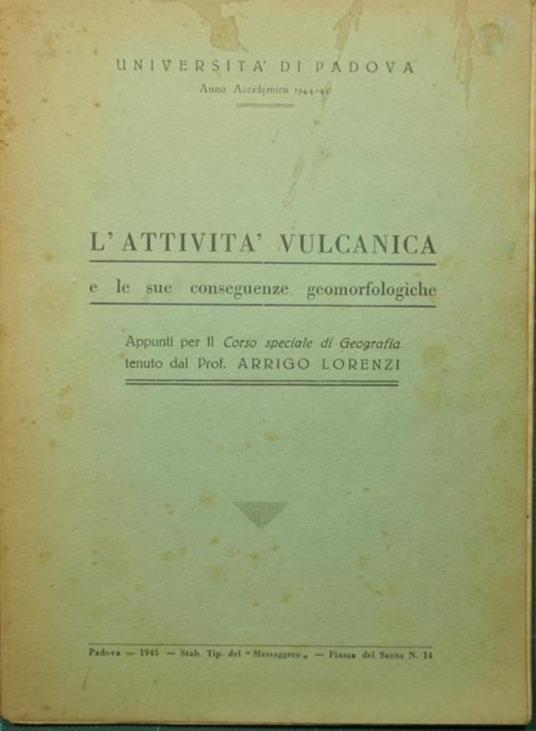 UNIVERSITA' DI PADOVA
Anno Accademico 1944-45
L'ATTIVITA' VULCANICA
e le sue conseguenze geomorfologiche
Appunti per il Corso speciale di Geografia
tenuto dal Prof. ARRIGO LORENZI
Padova — 1945 — Stab. Tip. del "Messaggero„ — Piazza del Santo N. 14